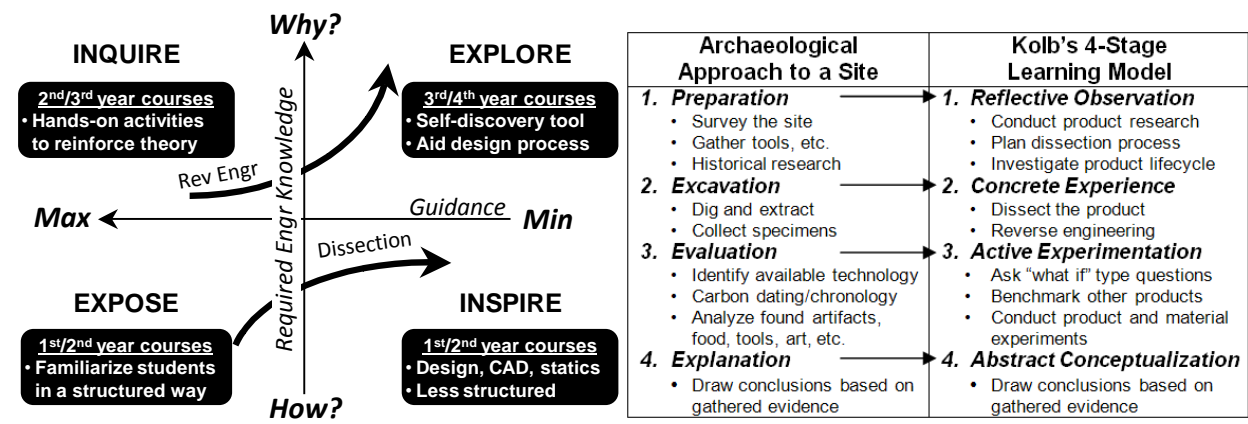 Why?
INQUIRE
EXPLORE
2nd/3rd year courses
• Hands-on activities
to reinforce theory
3rd/4th year courses
• Self-discovery tool
• Aid design process
Rev Engr
Required Engr Knowledge
Max
Guidance
Min
Dissection
EXPOSE
INSPIRE
1st/2nd year courses
• Familiarize students
in a structured way
1st/2nd year courses
• Design, CAD, statics
• Less structured
How?
Archaeological
Approach to a Site
Kolb's 4-Stage
Learning Model
1. Preparation
• Survey the site
• Gather tools, etc.
• Historical research
1. Reflective Observation
• Conduct product research
• Plan dissection process
• Investigate product lifecycle
2. Excavation
• Dig and extract
• Collect specimens
2. Concrete Experience
• Dissect the product
• Reverse engineering
3. Evaluation
• Identify available technology
• Carbon dating/chronology
• Analyze found artifacts,
food, tools, art, etc.
3. Active Experimentation
• Ask “what if” type questions
• Benchmark other products
• Conduct product and material
experiments
4. Explanation
• Draw conclusions based on
gathered evidence
4. Abstract Conceptualization
• Draw conclusions based on
gathered evidence